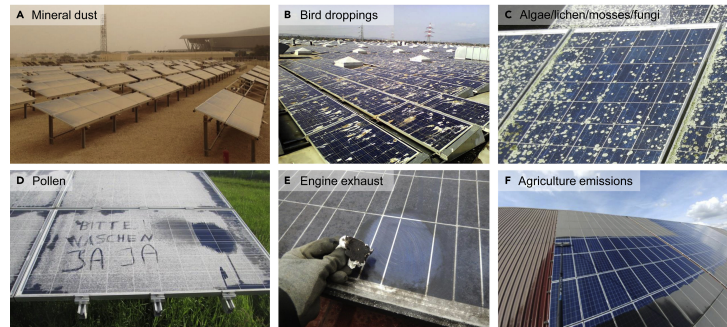 A Mineral dust
B Bird droppings
C Algae/lichen/mosses/fungi
D Pollen
BITTE
WASCHEN
JA JA
E Engine exhaust
F Agriculture emissions